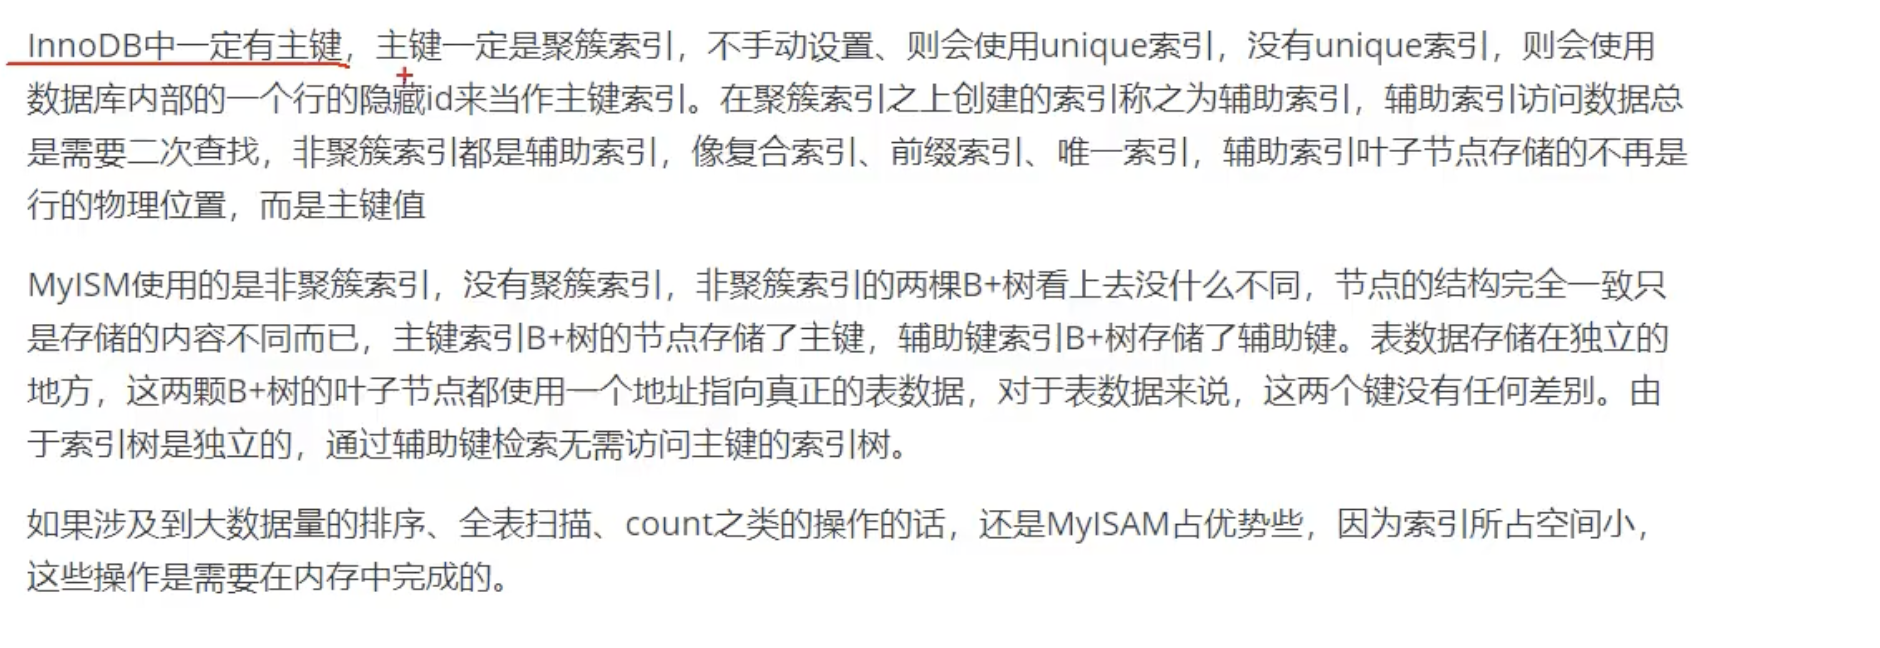 InnoDB中一定有主键，主键一定是聚簇索引，不手动设置、则会使用unique索引，没有unique索引，则会使用
数据库内部的一个行的隐藏id来当作主键索引。在聚簇索引之上创建的索引称之为辅助索引，辅助索引访问数据总
是需要二次查找，非聚簇索引都是辅助索引，像复合索引、前缀索引、唯一索引，辅助索引叶子节点存储的不再是
行的物理位置，而是主键值
MyISM使用的是非聚簇索引，没有聚簇索引，非聚簇索引的两棵B+树看上去没什么不同，节点的结构完全一致只
是存储的内容不同而已，主键索引B+树的节点存储了主键，辅助键索引B+树存储了辅助键。表数据存储在独立的
地方，这两颗B+树的叶子节点都使用一个地址指向真正的表数据，对于表数据来说，这两个键没有任何差别。由
于索引树是独立的，通过辅助键检索无需访问主键的索引树。
如果涉及到大数据量的排序、全表扫描、count之类的操作的话，还是MyISAM占优势些，因为索引所占空间小，
这些操作是需要在内存中完成的。